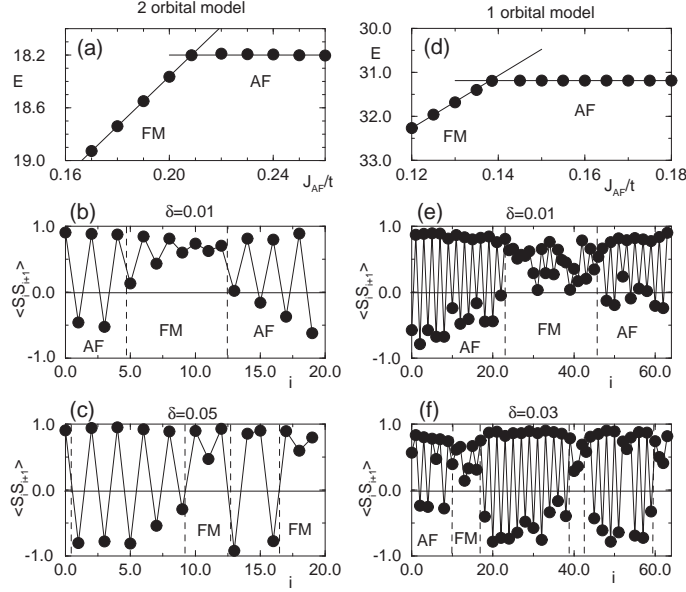 2 orbital model
1 orbital model
(a)
18.2
E
18.6
19.0
AF
FM
0.16
0.20
0.24
J_AF/t
(d)
30.0
E
31.0
32.0
33.0
AF
FM
0.12
0.14
0.16
0.18
J_AF/t
(b)
δ=0.01
1.0
0.0
-1.0
<S_iS_i+1>
AF
FM
AF
0.0
5.0
10.0
15.0
20.0
i
(e)
δ=0.01
1.0
0.0
-1.0
<S_iS_i+1>
AF
FM
AF
0.0
20.0
40.0
60.0
i
(c)
δ=0.05
1.0
0.0
-1.0
<S_iS_i+1>
FM
FM
0.0
5.0
10.0
15.0
20.0
i
(f)
δ=0.03
1.0
0.0
-1.0
<S_iS_i+1>
AF
FM
0.0
20.0
40.0
60.0
i